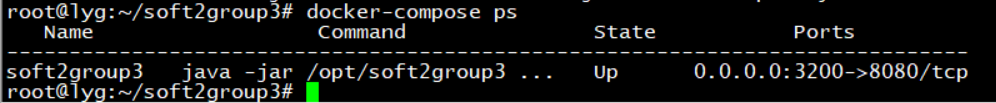 root@lyg:~/soft2group3# docker-compose ps
Name Command State Ports
--------------------------------------------------------------------------------
soft2group3 java -jar /opt/soft2group3 ... Up 0.0.0.0:3200->8080/tcp
root@lyg:~/soft2group3#